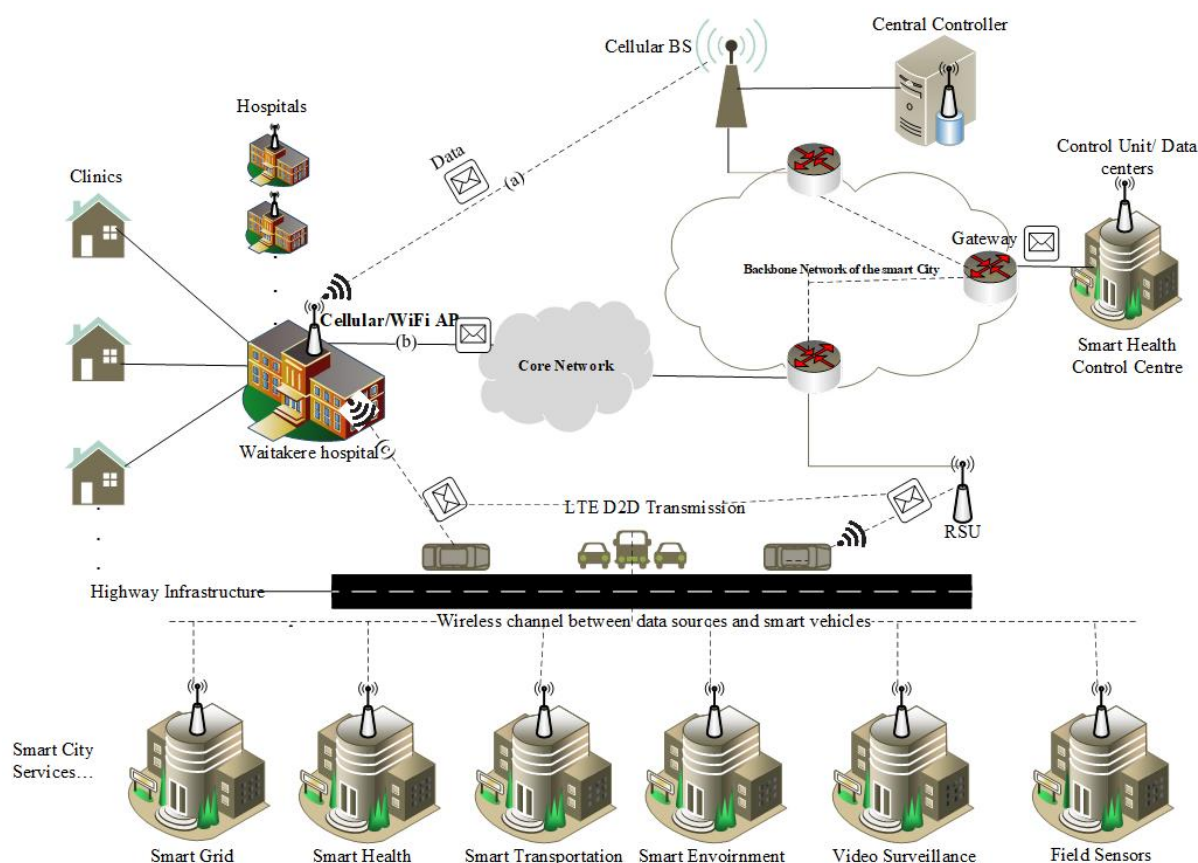 Cellular BS
Central Controller
Hospitals
Data
(a)
Control Unit/ Data
centers
Clinics
Gateway
Backbone Network of the smart City
Cellular/WiFi AP
(b)
Core Network
Smart Health
Control Centre
Waitakere hospital
(c)
LTE D2D Transmission
RSU
Highway Infrastructure
Wireless channel between data sources and smart vehicles
Smart City
Services…
Smart Grid
Smart Health
Smart Transportation
Smart Envoirnment
Video Surveillance
Field Sensors